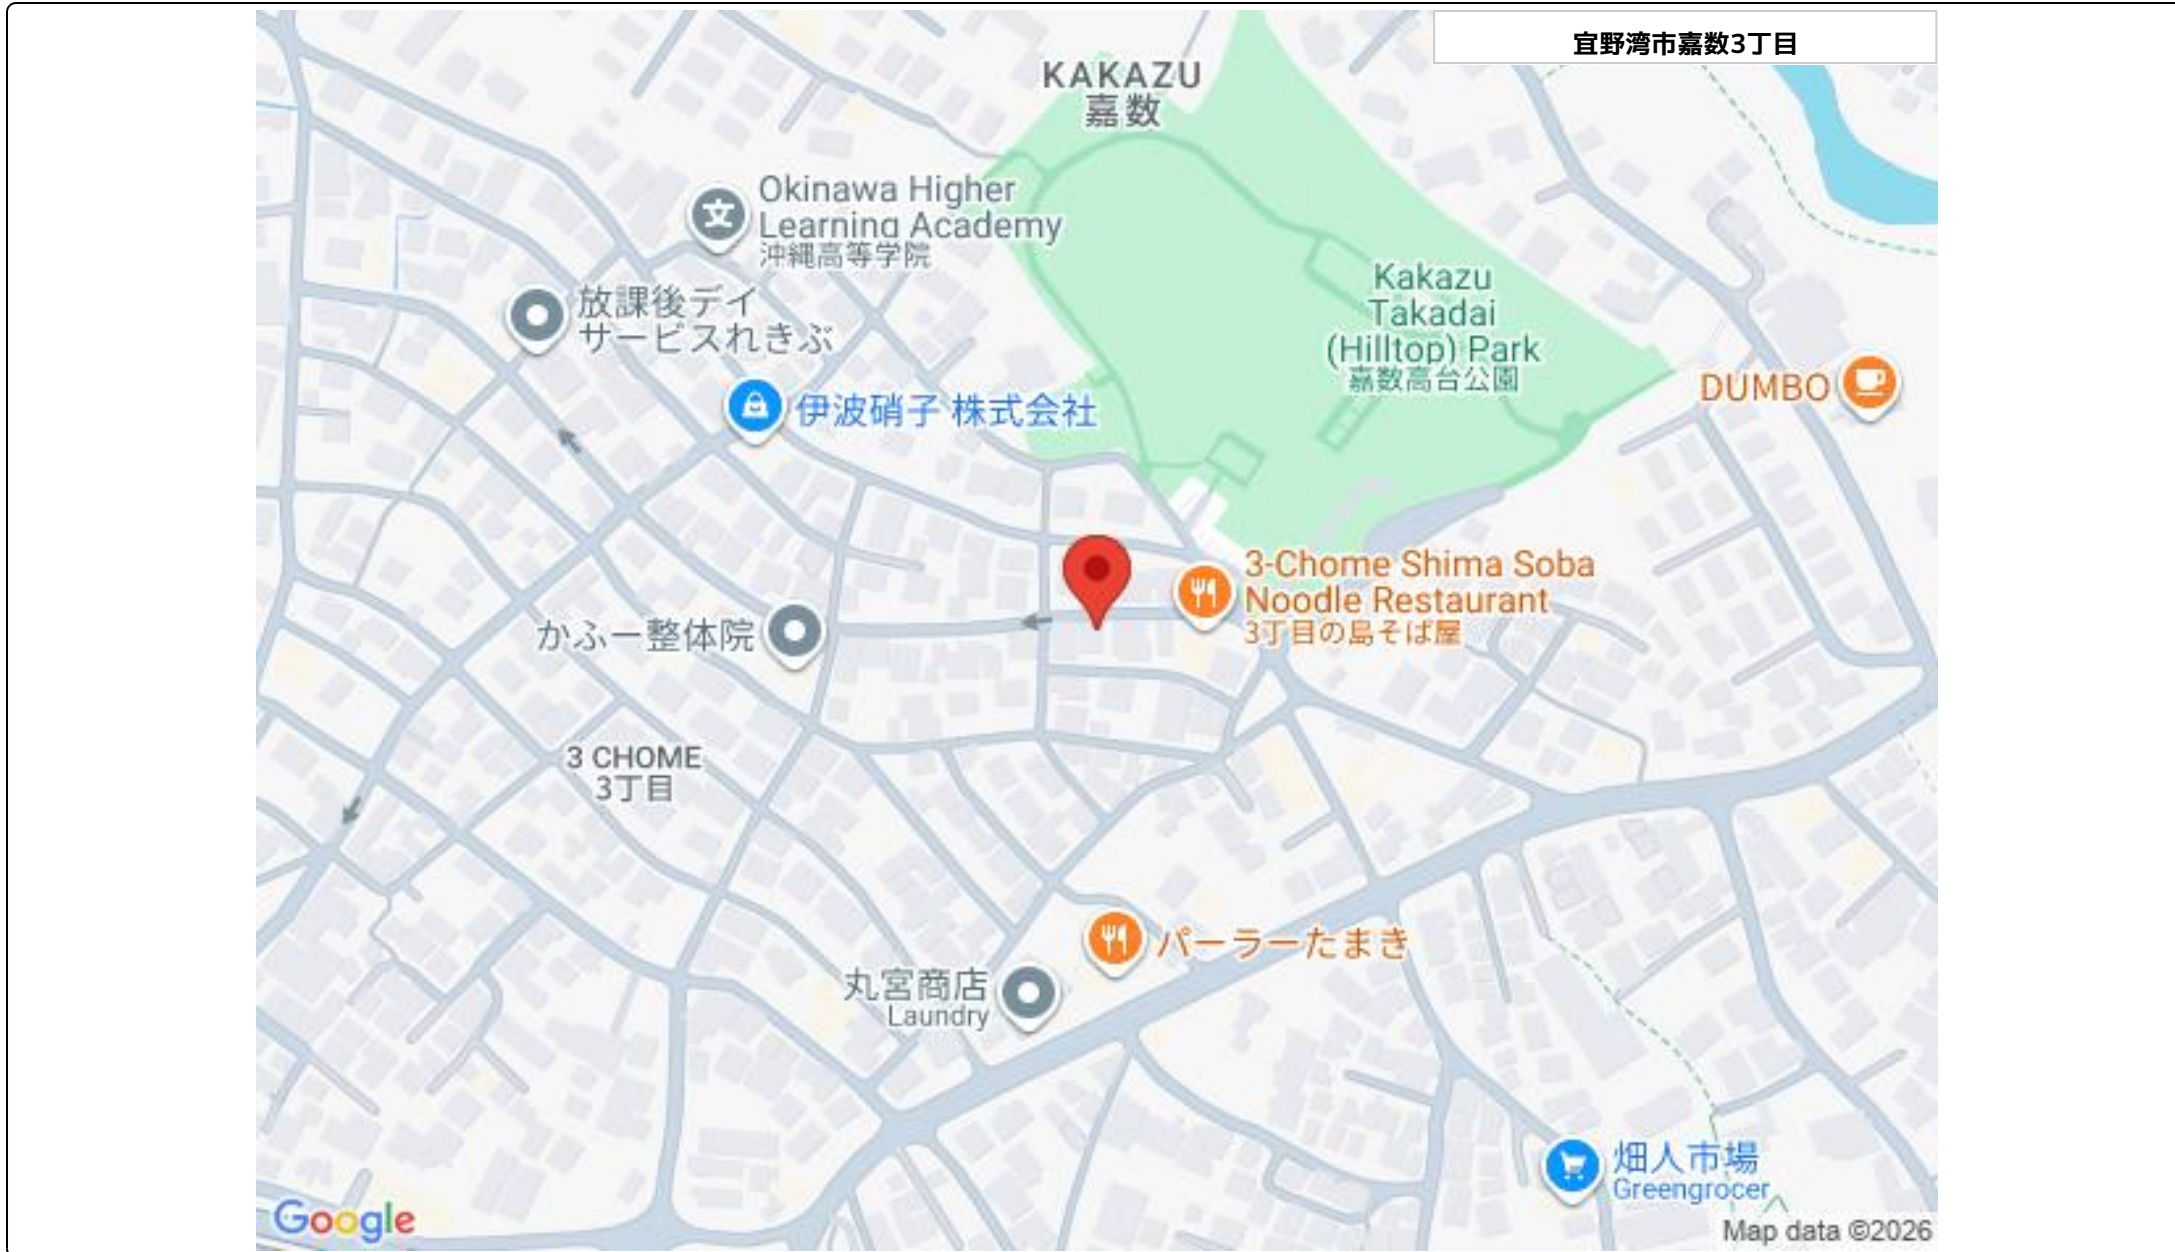 宜野湾市嘉数3丁目
KAKAZU
嘉数
Okinawa Higher
Learning Academy
沖縄高等学院
放課後デイ
サービスれきぶ
Kakazu
Takadai
(Hilltop) Park
嘉数高台公園
DUMBO
伊波硝子 株式会社
3-Chome Shima Soba
Noodle Restaurant
3丁目の島そば屋
かふー整体院
3 CHOME
3丁目
パーラーたまき
丸宮商店
Laundry
畑人市場
Greengrocer
Google
Map data ©2026